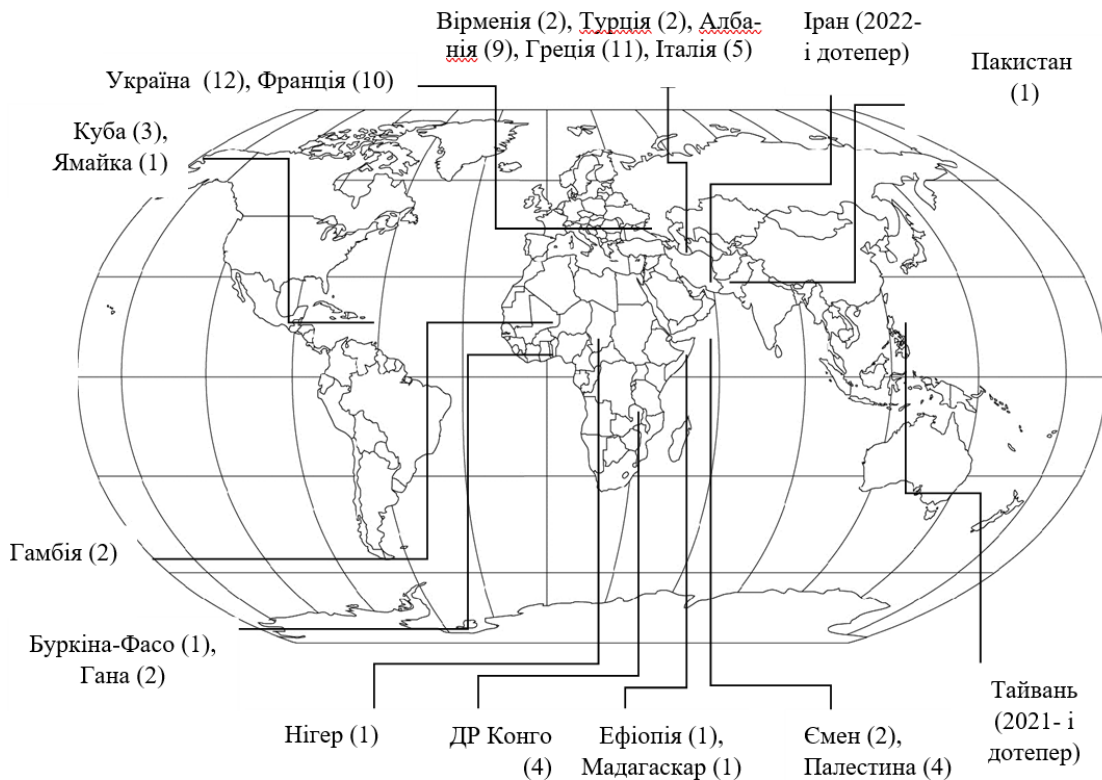 Вірменія (2), Турція (2), Алба-
нія (9), Греція (11), Італія (5)
Іран (2022-
і дотепер)
Пакистан
(1)
Україна (12), Франція (10)
Куба (3),
Ямайка (1)
Гамбія (2)
Буркіна-Фасо (1),
Гана (2)
Нігер (1)
ДР Конго
(4)
Ефіопія (1),
Мадагаскар (1)
Ємен (2),
Палестина (4)
Тайвань
(2021- і
дотепер)